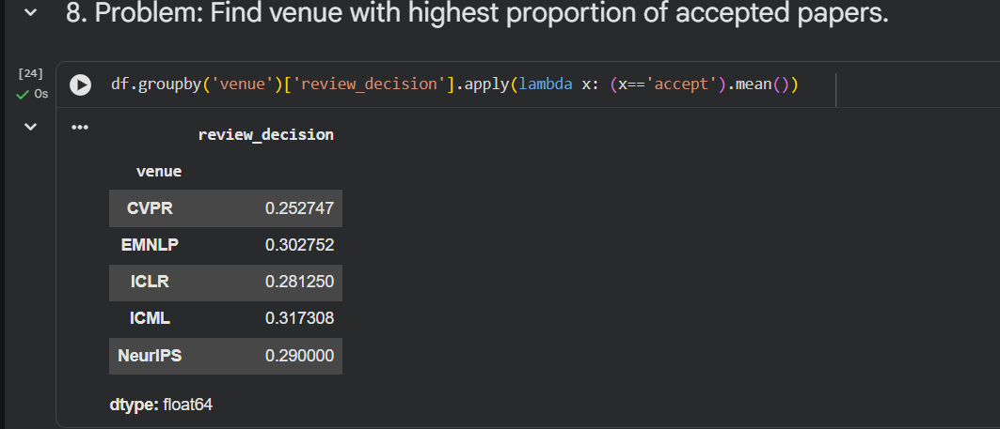 8. Problem: Find venue with highest proportion of accepted papers.
[24]
0s
df.groupby('venue')['review_decision'].apply(lambda x: (x=='accept').mean())
review_decision
venue
CVPR 0.252747
EMNLP 0.302752
ICLR 0.281250
ICML 0.317308
NeurIPS 0.290000
dtype: float64